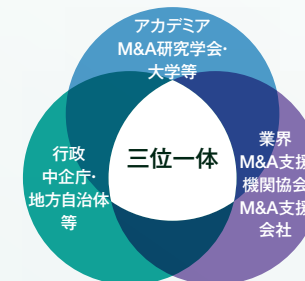 アカデミア
M&A研究学会・
大学等
行政
中企庁・
地方自治体
等
三位一体
業界
M&A支援
機関協会
M&A支援
会社